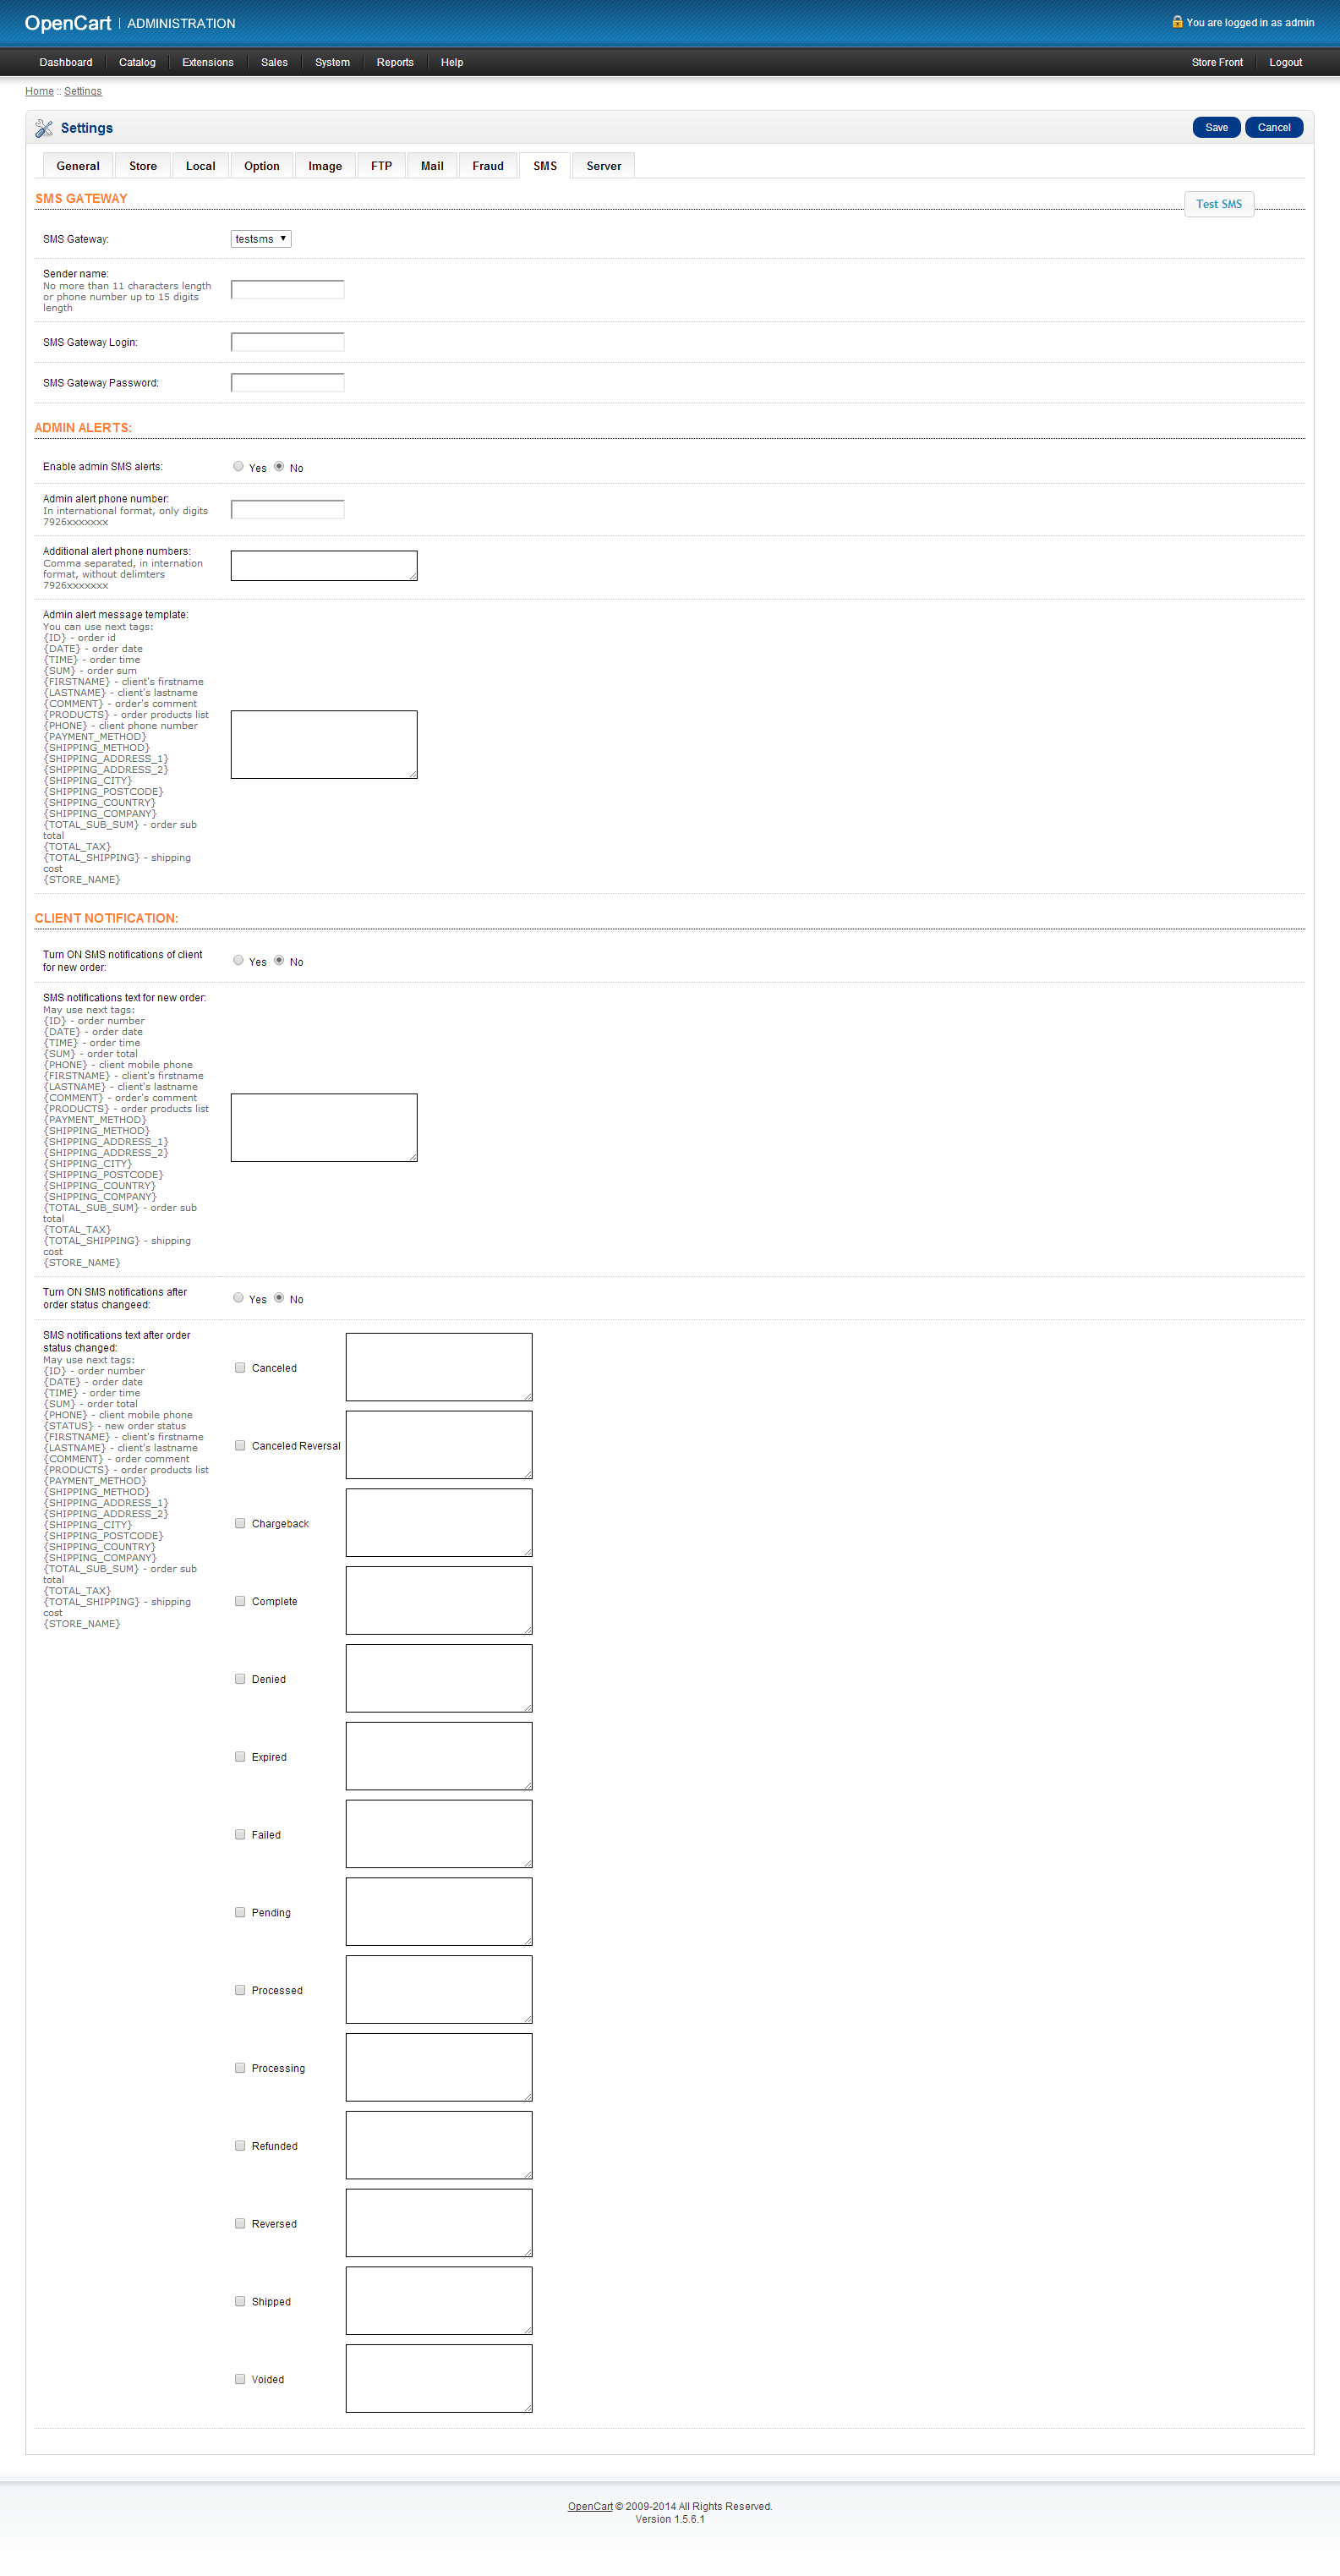 OpenCart | ADMINISTRATION
You are logged in as admin
Dashboard Catalog Extensions Sales System Reports Help Store Front Logout
Home :: Settings
Settings
Save Cancel
General Store Local Option Image FTP Mail Fraud SMS Server
SMS GATEWAY
Test SMS
SMS Gateway:
testsms
Sender name:
No more than 11 characters length
or phone number up to 15 digits
length
SMS Gateway Login:
SMS Gateway Password:
ADMIN ALERTS:
Enable admin SMS alerts:
Yes No
Admin alert phone number:
In international format, only digits
7926xxxxxxx
Additional alert phone numbers:
Comma separated, in internation
format, without delimters
7926xxxxxxx
Admin alert message template:
You can use next tags:
{ID} - order id
{DATE} - order date
{TIME} - order time
{SUM} - order sum
{FIRSTNAME} - client's firstname
{LASTNAME} - client's lastname
{COMMENT} - order's comment
{PRODUCTS} - order products list
{PHONE} - client phone number
{PAYMENT_METHOD}
{SHIPPING_METHOD}
{SHIPPING_ADDRESS_1}
{SHIPPING_ADDRESS_2}
{SHIPPING_CITY}
{SHIPPING_POSTCODE}
{SHIPPING_COUNTRY}
{SHIPPING_COMPANY}
{TOTAL_SUB_SUM} - order sub
total
{TOTAL_TAX}
{TOTAL_SHIPPING} - shipping
cost
{STORE_NAME}
CLIENT NOTIFICATION:
Turn ON SMS notifications of client
for new order:
Yes No
SMS notifications text for new order:
May use next tags:
{ID} - order number
{DATE} - order date
{TIME} - order time
{SUM} - order total
{PHONE} - client mobile phone
{FIRSTNAME} - client's firstname
{LASTNAME} - client's lastname
{COMMENT} - order's comment
{PRODUCTS} - order products list
{PAYMENT_METHOD}
{SHIPPING_METHOD}
{SHIPPING_ADDRESS_1}
{SHIPPING_ADDRESS_2}
{SHIPPING_CITY}
{SHIPPING_POSTCODE}
{SHIPPING_COUNTRY}
{SHIPPING_COMPANY}
{TOTAL_SUB_SUM} - order sub
total
{TOTAL_TAX}
{TOTAL_SHIPPING} - shipping
cost
{STORE_NAME}
Turn ON SMS notifications after
order status changeed:
Yes No
SMS notifications text after order
status changed:
May use next tags:
{ID} - order number
{DATE} - order date
{TIME} - order time
{SUM} - order total
{PHONE} - client mobile phone
{STATUS} - new order status
{FIRSTNAME} - client's firstname
{LASTNAME} - client's lastname
{COMMENT} - order comment
{PRODUCTS} - order products list
{PAYMENT_METHOD}
{SHIPPING_METHOD}
{SHIPPING_ADDRESS_1}
{SHIPPING_ADDRESS_2}
{SHIPPING_CITY}
{SHIPPING_POSTCODE}
{SHIPPING_COUNTRY}
{SHIPPING_COMPANY}
{TOTAL_SUB_SUM} - order sub
total
{TOTAL_TAX}
{TOTAL_SHIPPING} - shipping
cost
{STORE_NAME}
Canceled
Canceled Reversal
Chargeback
Complete
Denied
Expired
Failed
Pending
Processed
Processing
Refunded
Reversed
Shipped
Voided
OpenCart © 2009-2014 All Rights Reserved.
Version 1.5.6.1